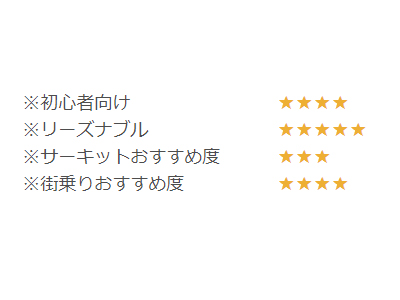 ※初心者向け ★★★★
※リーズナブル ★★★★★
※サーキットおすすめ度 ★★★
※街乗りおすすめ度 ★★★★